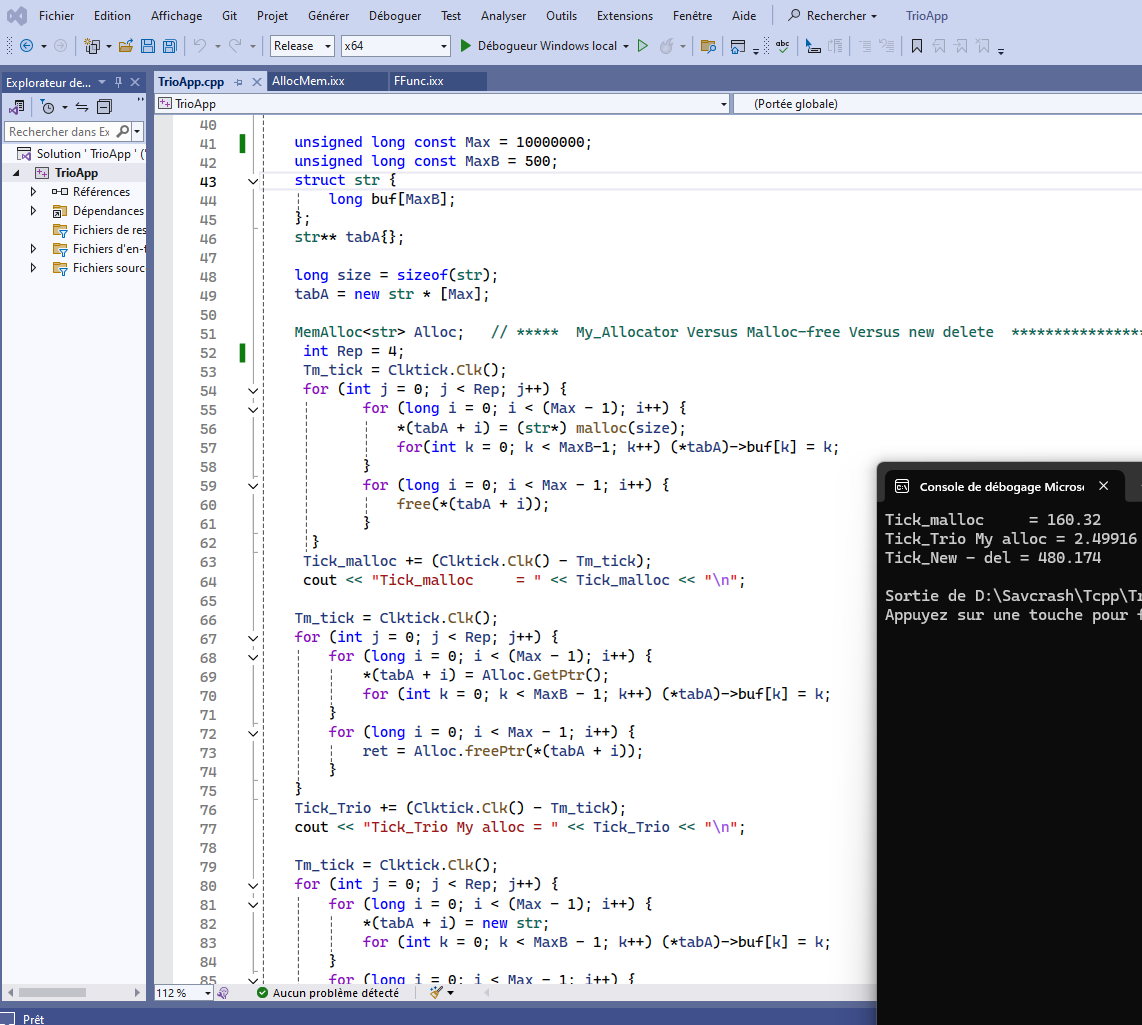 Fichier Edition Affichage Git Projet Générer Déboguer Test Analyser Outils Extensions Fenêtre Aide Rechercher TrioApp
Release x64 Débogueur Windows local
Explorateur de... TrioApp.cpp AllocMem.ixx FFunc.ixx
TrioApp (Portée globale)
Rechercher dans Ex
Solution ' TrioApp ' (
TrioApp
Références
Dépendances
Fichiers de res
Fichiers d'en-t
Fichiers sourc
40
41 unsigned long const Max = 10000000;
42 unsigned long const MaxB = 500;
43 struct str {
44 long buf[MaxB];
45 };
46 str** tabA{};
47
48 long size = sizeof(str);
49 tabA = new str * [Max];
50
51 MemAlloc<str> Alloc; // ***** My_Allocator Versus Malloc-free Versus new delete ****************
52 int Rep = 4;
53 Tm_tick = Clktick.Clk();
54 for (int j = 0; j < Rep; j++) {
55 for (long i = 0; i < (Max - 1); i++) {
56 *(tabA + i) = (str*) malloc(size);
57 for(int k = 0; k < MaxB-1; k++) (*tabA)->buf[k] = k;
58 }
59 for (long i = 0; i < Max - 1; i++) {
60 free(*(tabA + i));
61 }
62 }
63 Tick_malloc += (Clktick.Clk() - Tm_tick);
64 cout << "Tick_malloc     = " << Tick_malloc << "\n";
65
66 Tm_tick = Clktick.Clk();
67 for (int j = 0; j < Rep; j++) {
68 for (long i = 0; i < (Max - 1); i++) {
69 *(tabA + i) = Alloc.GetPtr();
70 for (int k = 0; k < MaxB - 1; k++) (*tabA)->buf[k] = k;
71 }
72 for (long i = 0; i < Max - 1; i++) {
73 ret = Alloc.freePtr(*(tabA + i));
74 }
75 }
76 Tick_Trio += (Clktick.Clk() - Tm_tick);
77 cout << "Tick_Trio My alloc = " << Tick_Trio << "\n";
78
79 Tm_tick = Clktick.Clk();
80 for (int j = 0; j < Rep; j++) {
81 for (long i = 0; i < (Max - 1); i++) {
82 *(tabA + i) = new str;
83 for (int k = 0; k < MaxB - 1; k++) (*tabA)->buf[k] = k;
84 }
85 for (long i = 0; i < Max - 1; i++) {
Console de débogage Micros
Tick_malloc     = 160.32
Tick_Trio My alloc = 2.49916
Tick_New - del = 480.174
Sortie de D:\Savcrash\Tcpp\Tr
Appuyez sur une touche pour f
112 % Aucun problème détecté
Prêt